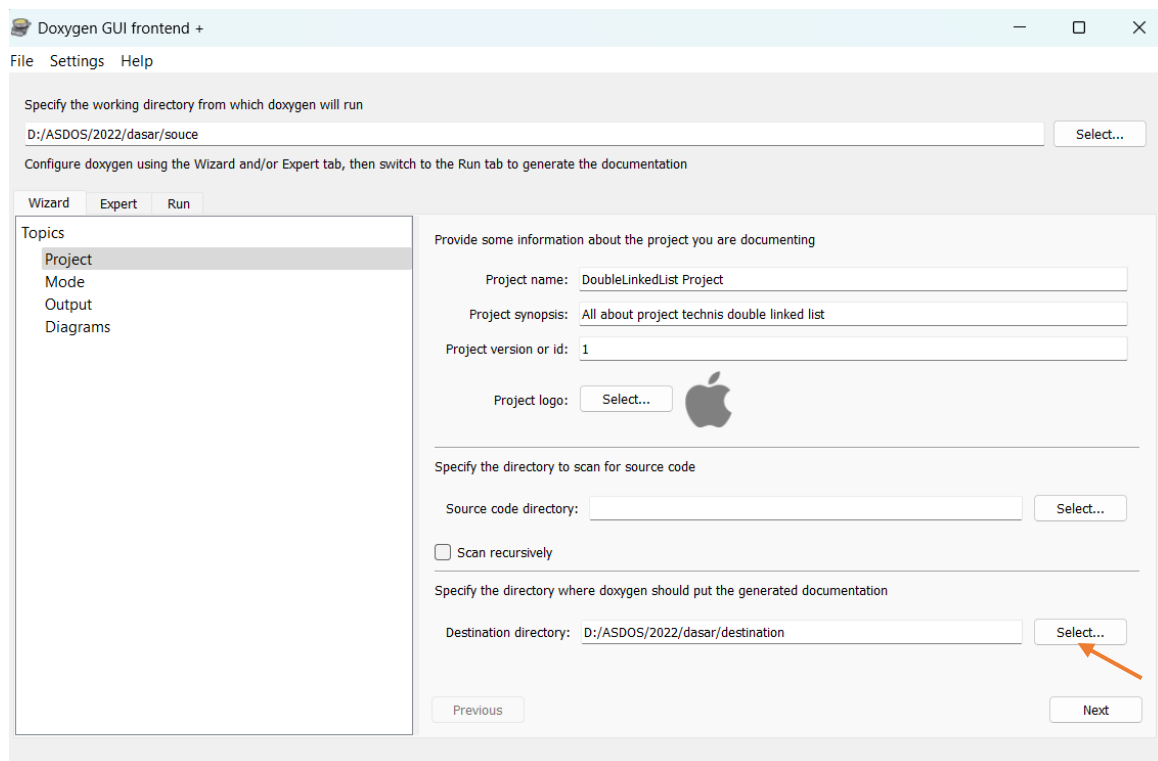 Doxygen GUI frontend +
File Settings Help
Specify the working directory from which doxygen will run
D:/ASDOS/2022/dasar/souce Select...
Configure doxygen using the Wizard and/or Expert tab, then switch to the Run tab to generate the documentation
Wizard Expert Run
Topics
Project
Mode
Output
Diagrams
Provide some information about the project you are documenting
Project name: DoubleLinkedList Project
Project synopsis: All about project technis double linked list
Project version or id: 1
Project logo: Select...
Specify the directory to scan for source code
Source code directory: Select...
Scan recursively
Specify the directory where doxygen should put the generated documentation
Destination directory: D:/ASDOS/2022/dasar/destination Select...
Previous Next